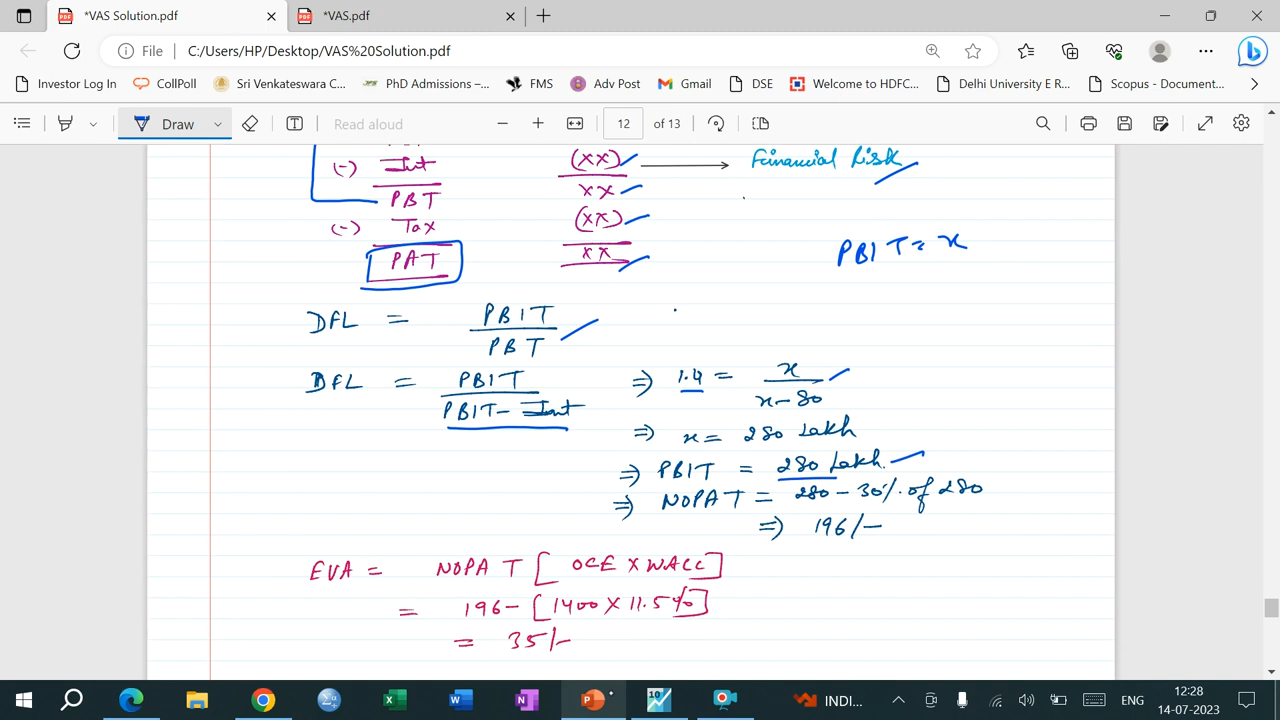 *VAS Solution.pdf
*VAS.pdf
File C:/Users/HP/Desktop/VAS%20Solution.pdf
Investor Log In CollPoll Sri Venkateswara C... PhD Admissions –... FMS Adv Post Gmail DSE Welcome to HDFC... Delhi University E R... Scopus - Document...
Draw Read aloud 12 of 13
(-) Int (xx) Financial Risk
PBT xx
(-) Tax (xx)
PAT xx
PBIT = x
DFL = PBIT / PBT
DFL = PBIT / PBIT - Int ⇒ 1.4 = x / x - 80
⇒ x = 280 Lakh
⇒ PBIT = 280 Lakh.
⇒ NOPAT = 280 - 30%. of 280
⇒ 196/-
EVA = NOPAT [ OCE X WACC ]
= 196 - [ 1400 X 11.5% ]
= 35/-
INDI...
ENG
12:28
14-07-2023